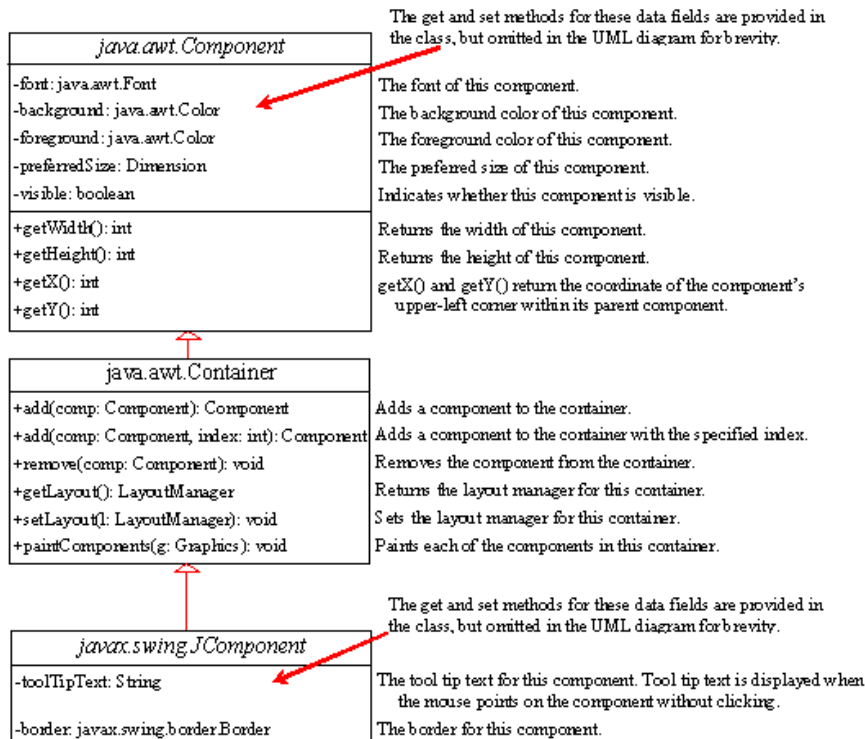 The get and set methods for these data fields are provided in
the class, but omitted in the UML diagram for brevity.
java.awt.Component
-font: java.awt.Font
The font of this component.
-background: java.awt.Color
The background color of this component.
-foreground: java.awt.Color
The foreground color of this component.
-preferredSize: Dimension
The preferred size of this component.
-visible: boolean
Indicates whether this component is visible.
+getWidth(): int
Returns the width of this component.
+getHeight(): int
Returns the height of this component.
+getX(): int
getX() and getY() return the coordinate of the component's
+getY(): int
upper-left corner within its parent component.
java.awt.Container
+add(comp: Component): Component
Adds a component to the container.
+add(comp: Component, index: int): Component
Adds a component to the container with the specified index.
+remove(comp: Component): void
Removes the component from the container.
+getLayout(): LayoutManager
Returns the layout manager for this container.
+setLayout(l: LayoutManager): void
Sets the layout manager for this container.
+paintComponents(g: Graphics): void
Paints each of the components in this container.
The get and set methods for these data fields are provided in
the class, but omitted in the UML diagram for brevity.
javax.swing.JComponent
-toolTipText: String
The tool tip text for this component. Tool tip text is displayed when
the mouse points on the component without clicking.
-border: javax.swing.border.Border
The border for this component.